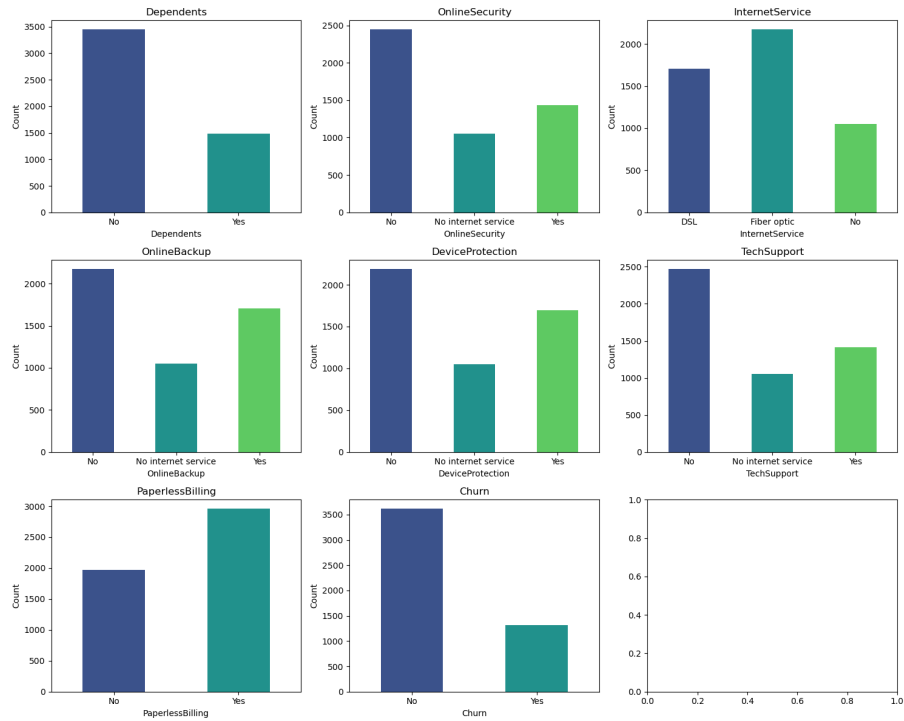 Dependents
3500
3000
2500
2000
1500
1000
500
0
Count
No Yes
Dependents
OnlineSecurity
2500
2000
1500
1000
500
0
Count
No No internet service Yes
OnlineSecurity
InternetService
2000
1500
1000
500
0
Count
DSL Fiber optic No
InternetService
OnlineBackup
2000
1500
1000
500
0
Count
No No internet service Yes
OnlineBackup
DeviceProtection
2000
1500
1000
500
0
Count
No No internet service Yes
DeviceProtection
TechSupport
2500
2000
1500
1000
500
0
Count
No No internet service Yes
TechSupport
PaperlessBilling
3000
2500
2000
1500
1000
500
0
Count
No Yes
PaperlessBilling
Churn
3500
3000
2500
2000
1500
1000
500
0
Count
No Yes
Churn
1.0
0.8
0.6
0.4
0.2
0.0
0.0 0.2 0.4 0.6 0.8 1.0